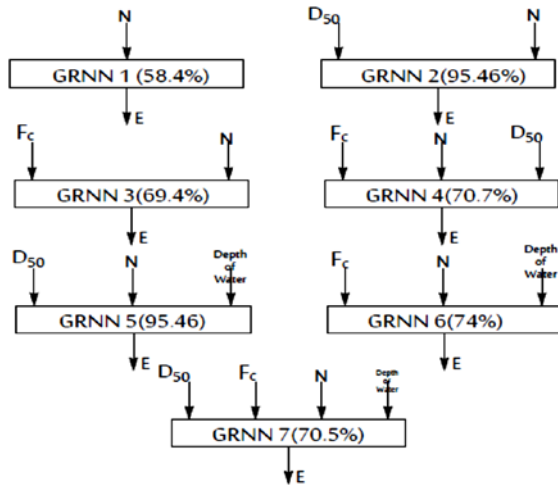 N
D50 N
GRNN 1 (58.4%) GRNN 2(95.46%)
E E
Fc N Fc N D50
GRNN 3(69.4%) GRNN 4(70.7%)
E E
D50 N Depth of Water Fc N Depth of Water
GRNN 5(95.46) GRNN 6(74%)
E E
D50 Fc N Depth of Water
GRNN 7(70.5%)
E